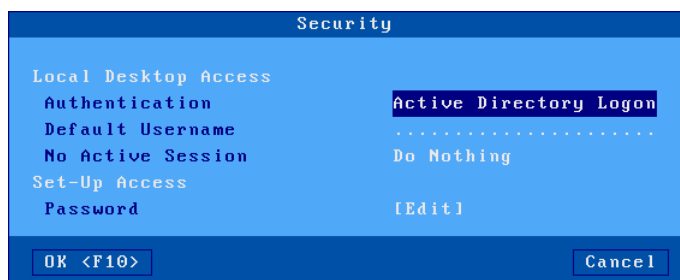 Security
Local Desktop Access
Authentication Active Directory Logon
Default Username ......................
No Active Session Do Nothing
Set-Up Access
Password [Edit]
OK <F10> Cancel